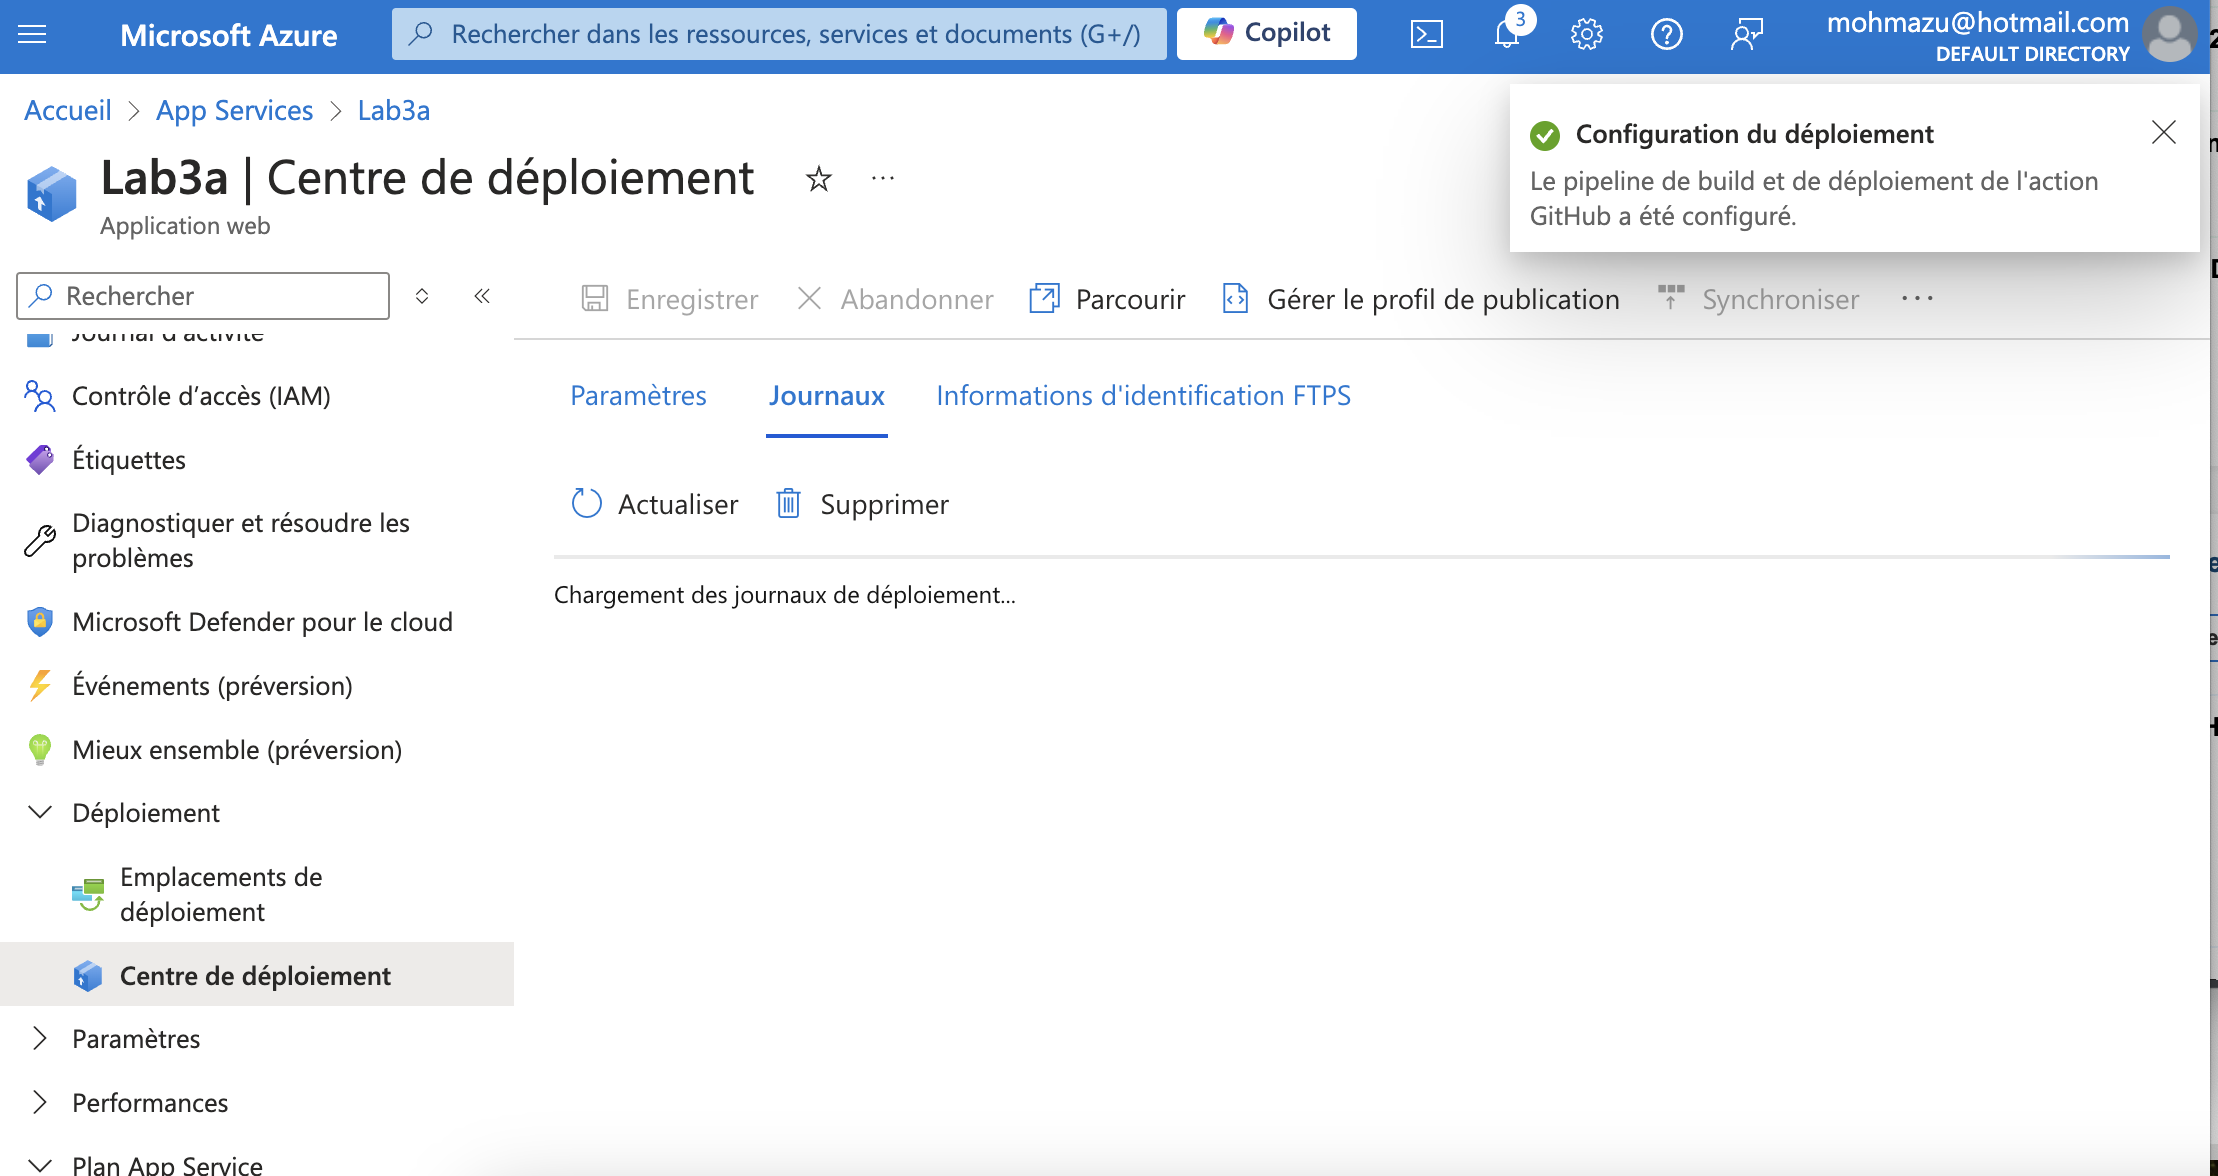 Microsoft Azure
Rechercher dans les ressources, services et documents (G+/)
Copilot
3
mohmazu@hotmail.com
DEFAULT DIRECTORY
Accueil > App Services > Lab3a
Lab3a | Centre de déploiement
Application web
Configuration du déploiement
Le pipeline de build et de déploiement de l'action
GitHub a été configuré.
Rechercher
Enregistrer
Abandonner
Parcourir
Gérer le profil de publication
Synchroniser
Journal d'activité
Contrôle d’accès (IAM)
Étiquettes
Diagnostiquer et résoudre les
problèmes
Microsoft Defender pour le cloud
Événements (préversion)
Mieux ensemble (préversion)
Déploiement
Emplacements de
déploiement
Centre de déploiement
Paramètres
Performances
Plan App Service
Paramètres
Journaux
Informations d'identification FTPS
Actualiser
Supprimer
Chargement des journaux de déploiement...